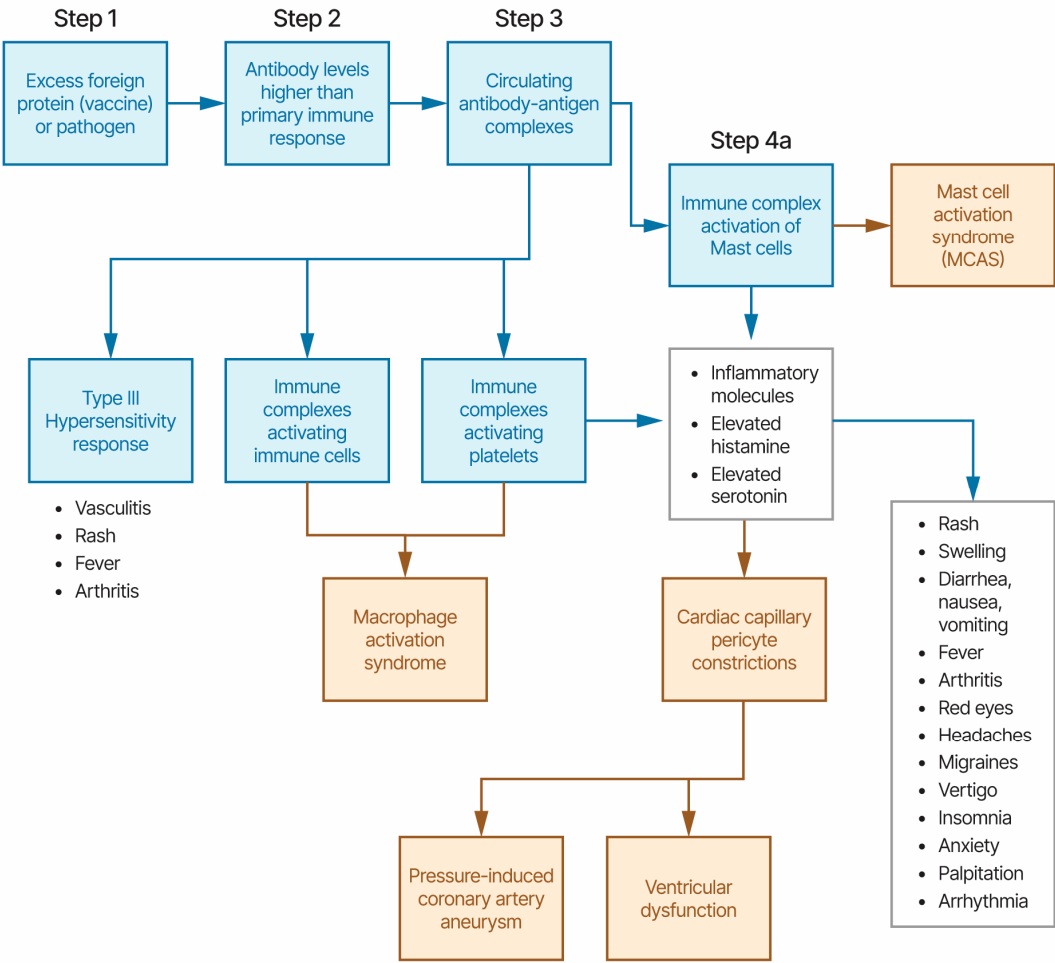 Step 1
Step 2
Step 3
Excess foreign
protein (vaccine)
or pathogen
Antibody levels
higher than
primary immune
response
Circulating
antibody-antigen
complexes
Step 4a
Immune complex
activation of
Mast cells
Mast cell
activation
syndrome
(MCAS)
Type III
Hypersensitivity
response
Immune
complexes
activating
immune cells
Immune
complexes
activating
platelets
• Inflammatory
molecules
• Elevated
histamine
• Elevated
serotonin
• Vasculitis
• Rash
• Fever
• Arthritis
Macrophage
activation
syndrome
Cardiac capillary
pericyte
constrictions
• Rash
• Swelling
• Diarrhea,
nausea,
vomiting
• Fever
• Arthritis
• Red eyes
• Headaches
• Migraines
• Vertigo
• Insomnia
• Anxiety
• Palpitation
• Arrhythmia
Pressure-induced
coronary artery
aneurysm
Ventricular
dysfunction